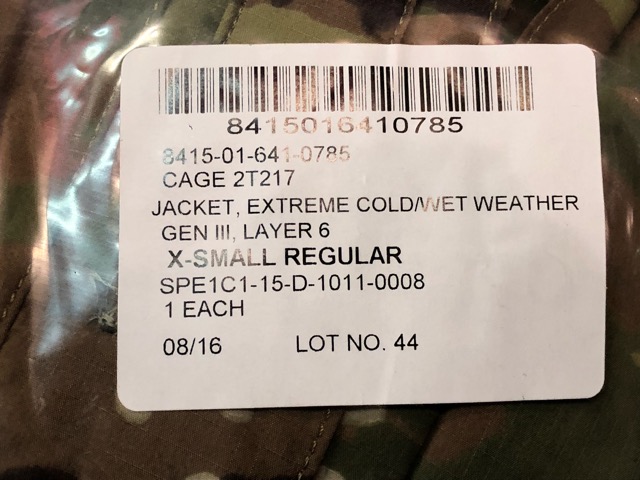 8415016410785
8415-01-641-0785
CAGE 2T217
JACKET, EXTREME COLD/WET WEATHER
GEN III, LAYER 6
X-SMALL REGULAR
SPE1C1-15-D-1011-0008
1 EACH
08/16 LOT NO. 44